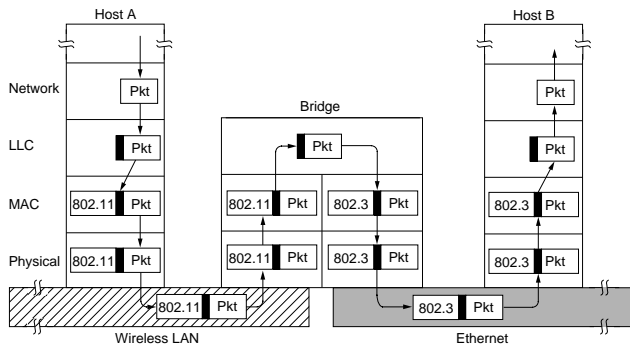 Host A
Host B
Network
Pkt
Pkt
Bridge
LLC
Pkt
Pkt
Pkt
MAC
802.11 Pkt
802.11 Pkt
802.3 Pkt
802.3 Pkt
Physical
802.11 Pkt
802.11 Pkt
802.3 Pkt
802.3 Pkt
802.11 Pkt
802.3 Pkt
Wireless LAN
Ethernet